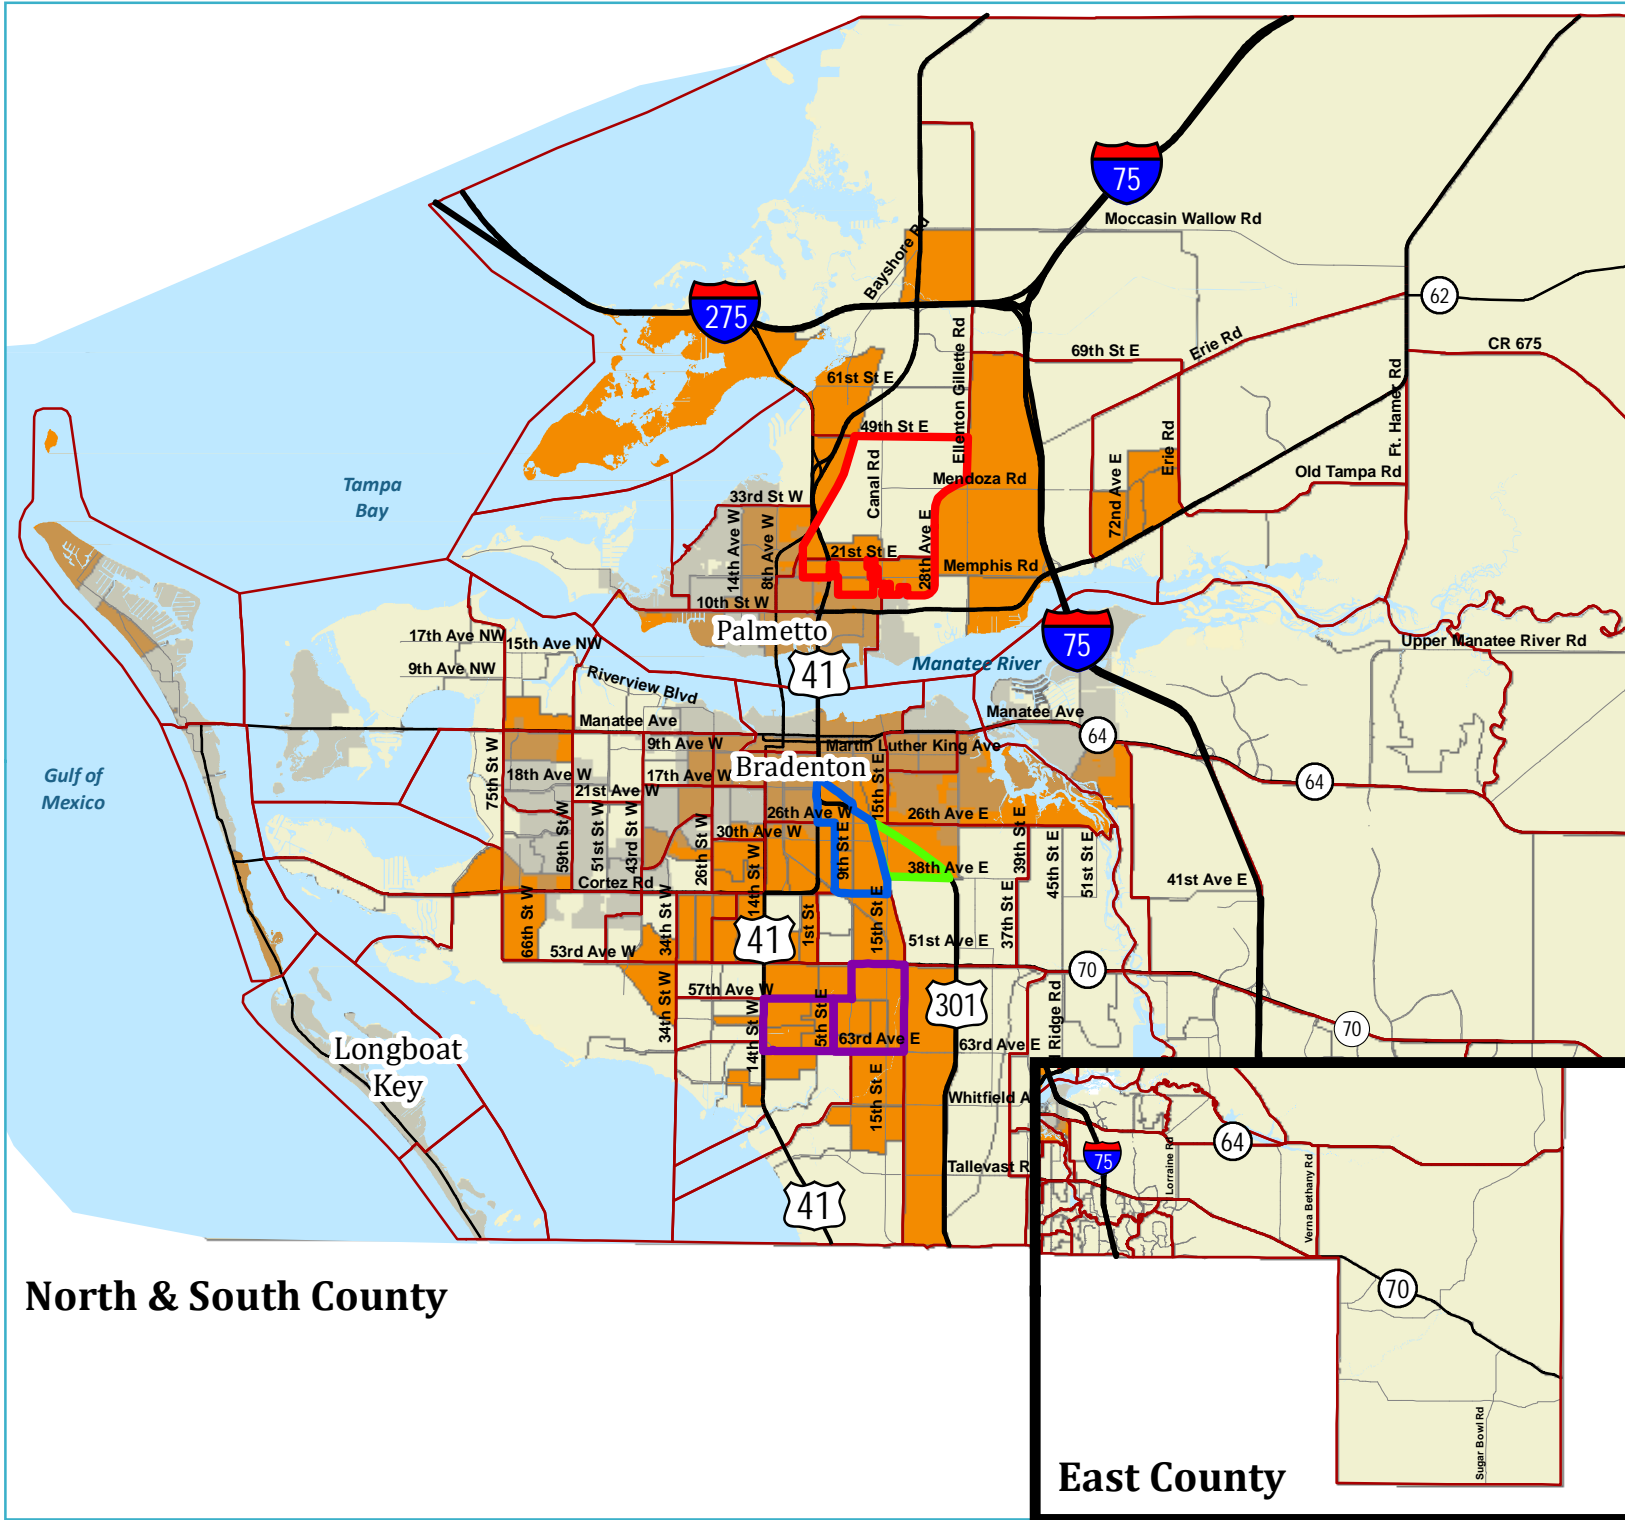 75
Moccasin Wallow Rd
Bayshore Rd
275
62
Ellenton Gillette Rd
69th St E
Erie Rd
CR 675
61st St E
Ft. Hamer Rd
49th St E
Canal Rd
Mendoza Rd
Old Tampa Rd
72nd Ave E
Erie Rd
Tampa
Bay
33rd St W
14th Ave W
8th Ave W
21st St E
28th Ave E
Memphis Rd
10th St W
Palmetto
75
41
Manatee River
Upper Manatee River Rd
17th Ave NW
15th Ave NW
9th Ave NW
Riverview Blvd
Manatee Ave
Manatee Ave
64
9th Ave W
Martin Luther King Ave
Bradenton
Gulf of
Mexico
75th St W
18th Ave W
17th Ave W
21st Ave W
15th St E
64
26th Ave W
26th Ave E
30th Ave W
59th St W
51st St W
43rd St W
26th St W
14th St W
9th St E
39th St E
45th St E
51st St E
38th Ave E
Cortez Rd
41st Ave E
66th St W
34th St W
41
1st St
15th St E
37th St E
53rd Ave W
51st Ave E
70
57th Ave W
34th St W
14th St W
5th St E
63rd Ave E
301
63rd Ave E
l Ridge Rd
70
Longboat
Key
15th St E
Whitfield A
Tallevast R
41
75
64
Lorraine Rd
Verna Bethany Rd
70
Sugar Bowl Rd
North & South County
East County